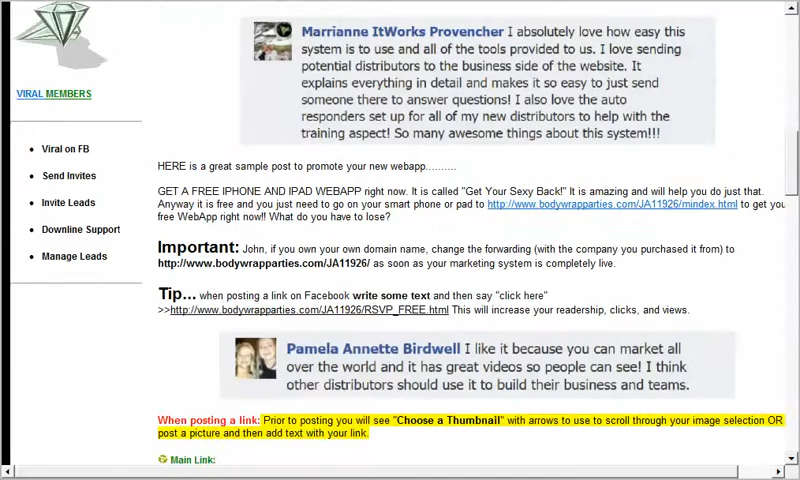 Marrianne ItWorks Provencher I absolutely love how easy this
system is to use and all of the tools provided to us. I love sending
potential distributors to the business side of the website. It
explains everything in detail and makes it so easy to just send
someone there to answer questions! I also love the auto
responders set up for all of my new distributors to help with the
training aspect! So many awesome things about this system!!!
VIRAL MEMBERS
Viral on FB
Send Invites
Invite Leads
Downline Support
Manage Leads
HERE is a great sample post to promote your new webapp..........
GET A FREE IPHONE AND IPAD WEBAPP right now. It is called "Get Your Sexy Back!" It is amazing and will help you do just that.
Anyway it is free and you just need to go on your smart phone or pad to http://www.bodywrapparties.com/JA11926/mindex.html to get you
free WebApp right now!! What do you have to lose?
Important: John, if you own your own domain name, change the forwarding (with the company you purchased it from) to
http://www.bodywrapparties.com/JA11926/ as soon as your marketing system is completely live.
Tip... when posting a link on Facebook write some text and then say "click here"
>>http://www.bodywrapparties.com/JA11926/RSVP_FREE.html This will increase your readership, clicks, and views.
Pamela Annette Birdwell I like it because you can market all
over the world and it has great videos so people can see! I think
other distributors should use it to build their business and teams.
When posting a link: Prior to posting you will see "Choose a Thumbnail" with arrows to use to scroll through your image selection OR
post a picture and then add text with your link.
Main Link: